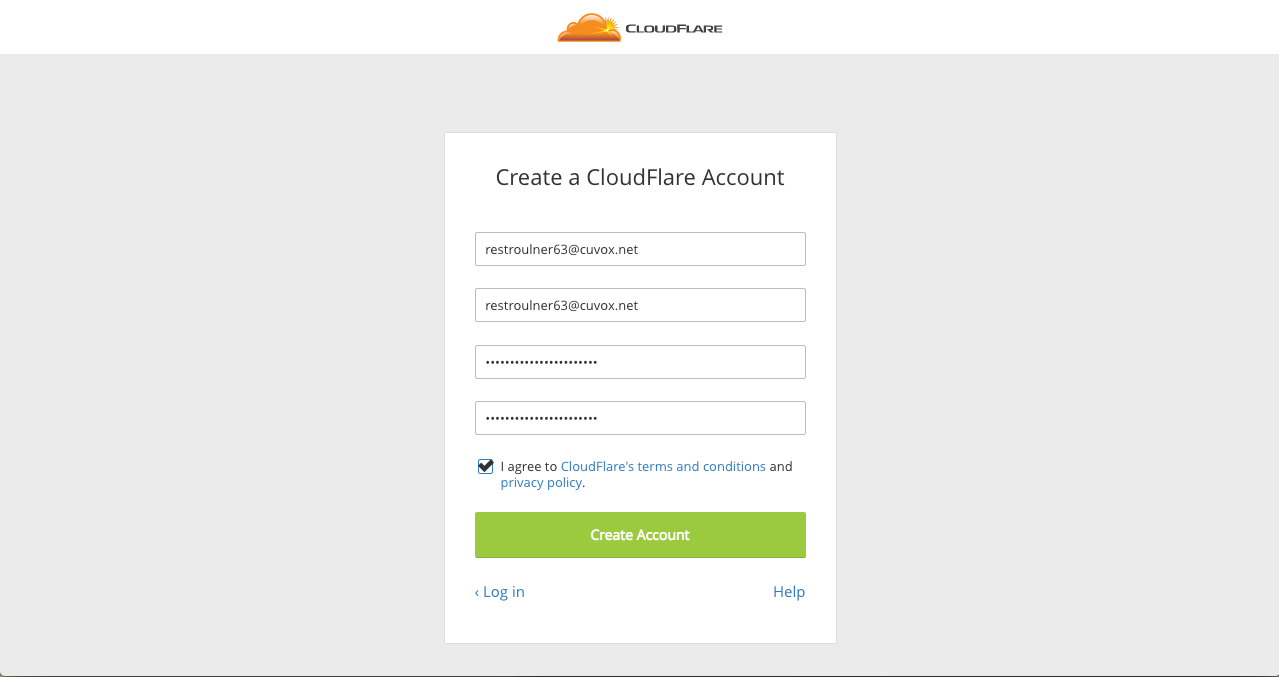 CLOUDFLARE
Create a CloudFlare Account
restroulner63@cuvox.net
restroulner63@cuvox.net
•••••••••••••••••••••••
•••••••••••••••••••••••
I agree to CloudFlare's terms and conditions and
privacy policy.
Create Account
‹ Log in
Help